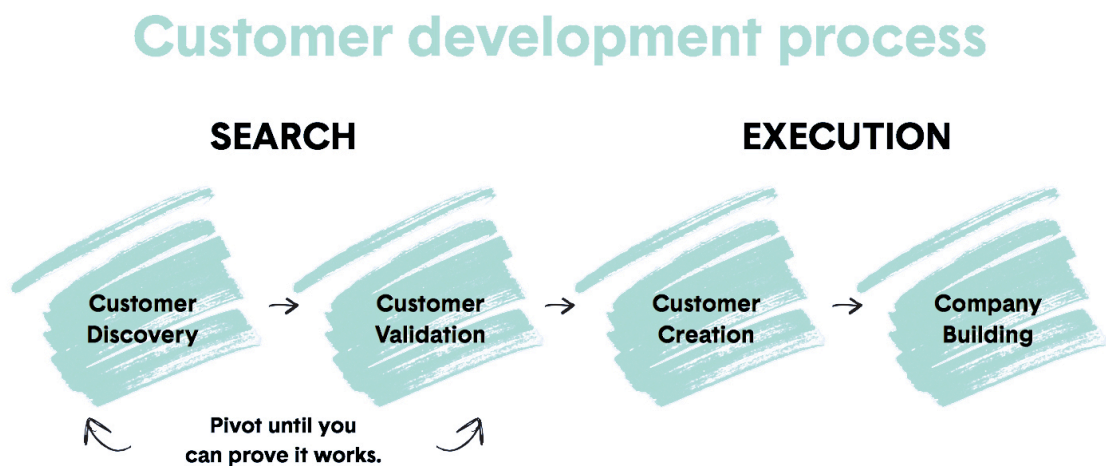 Customer development process
SEARCH
EXECUTION
Customer
Discovery
Customer
Validation
Customer
Creation
Company
Building
Pivot until you
can prove it works.